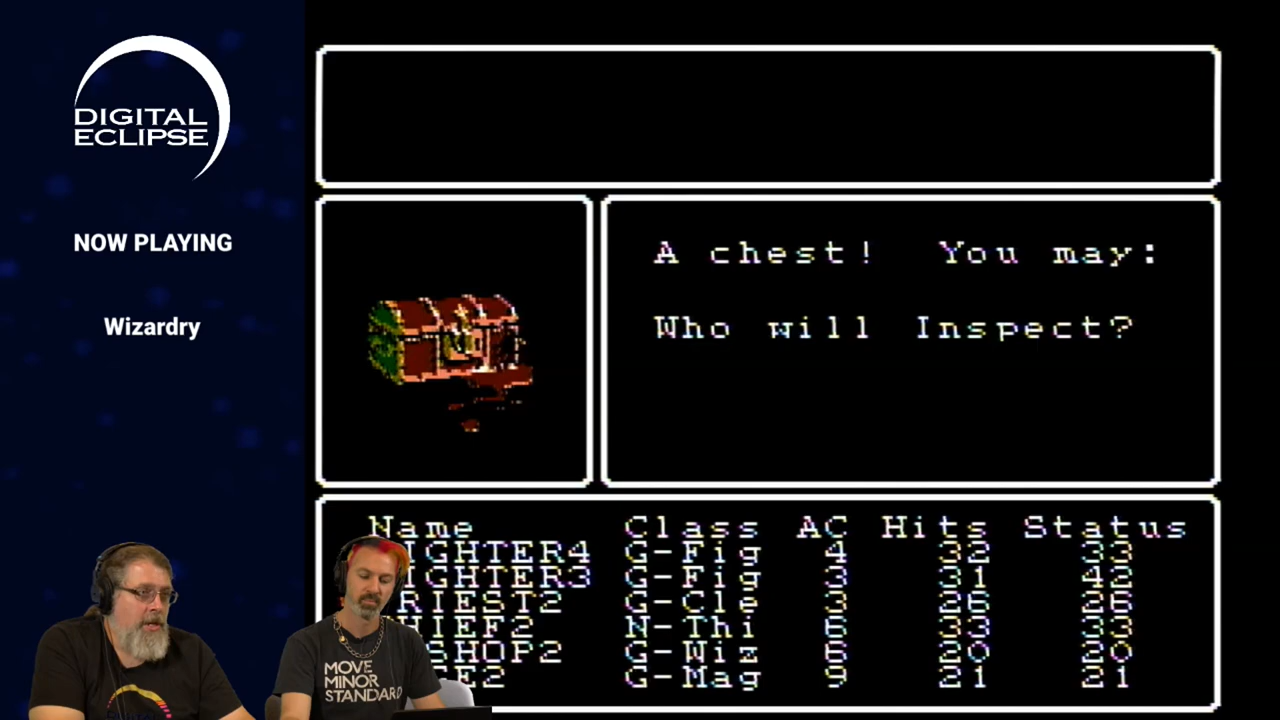 DIGITAL
ECLIPSE
NOW PLAYING
Wizardry
A chest! You may:
Who will Inspect?
Name Class AC Hits Status
IGHTER4 G-Fig 4 32 33
IGHTER3 G-Fig 3 31 42
RIEST2 G-Cle 3 26 26
HIEF2 N-Thi 6 33 33
SHOP2 G-Wiz 6 20 20
GE2 G-Mag 9 21 21
MOVE
MINOR
STANDARD